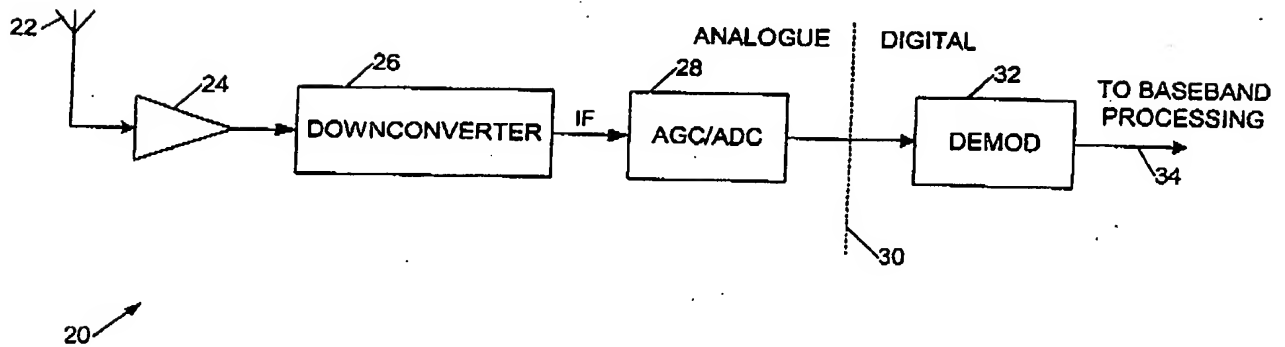 22
24
26
DOWNCONVERTER
IF
28
AGC/ADC
ANALOGUE
DIGITAL
30
32
DEMOD
TO BASEBAND
PROCESSING
34
20